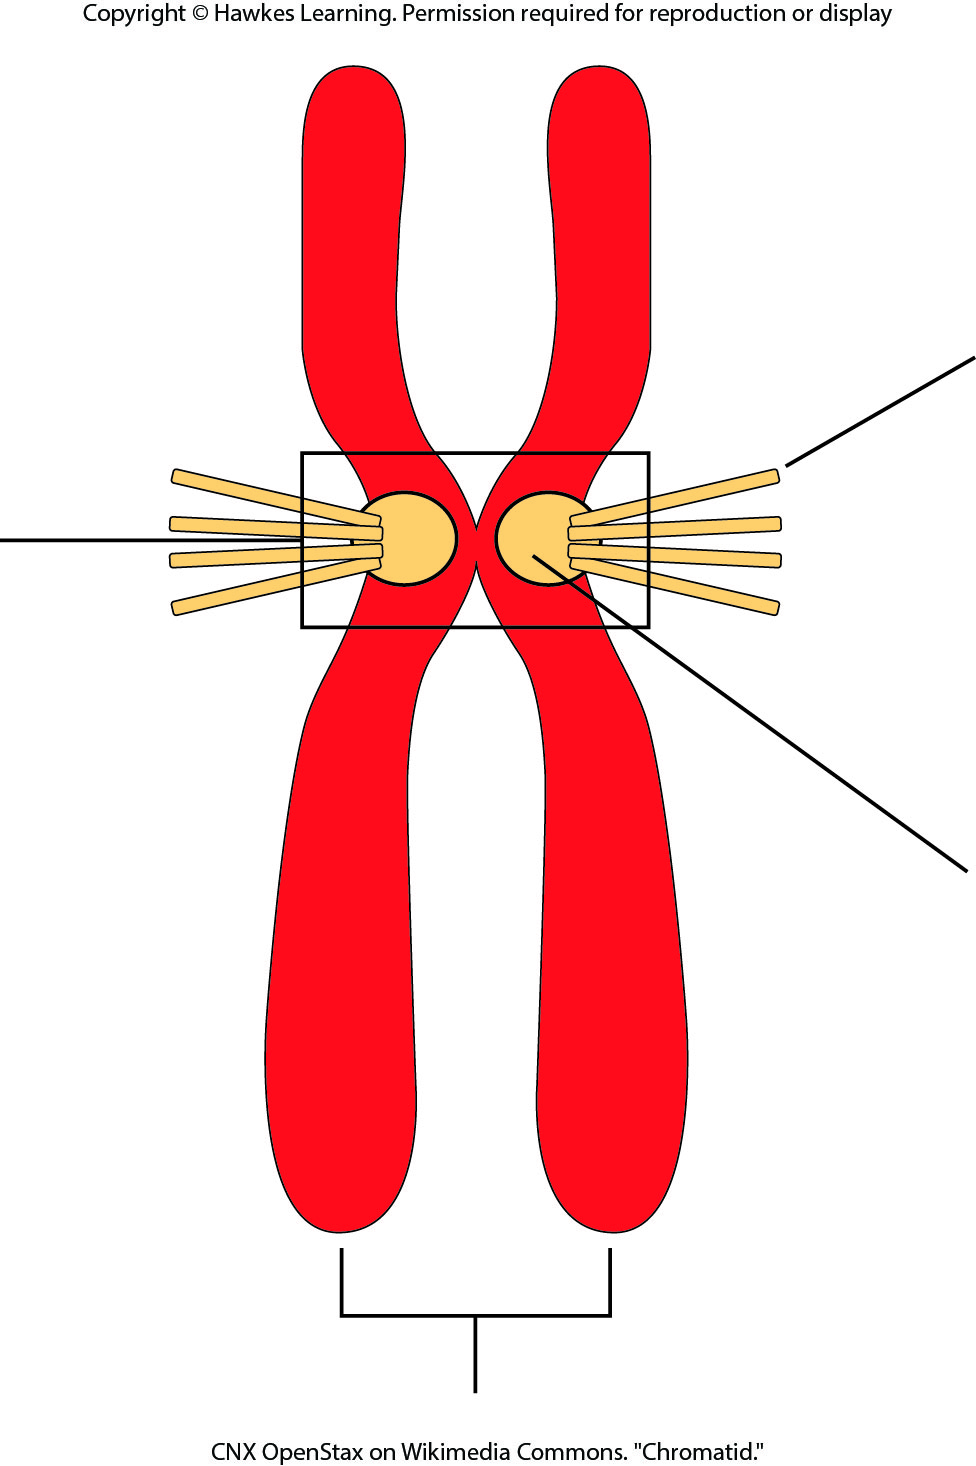 Copyright © Hawkes Learning. Permission required for reproduction or display
CNX OpenStax on Wikimedia Commons. "Chromatid."